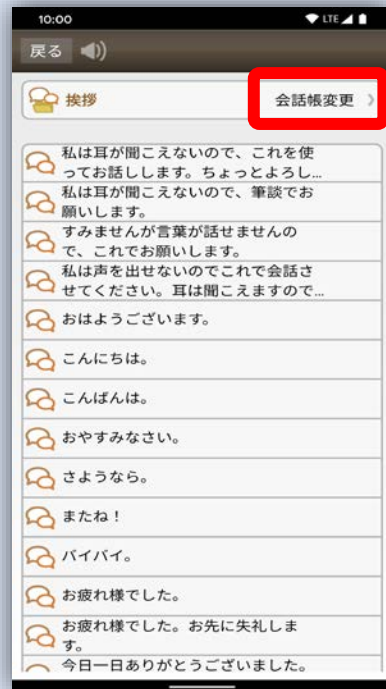 10:00 LTE
戻る
挨拶 会話帳変更
私は耳が聞こえないので、これを使
ってお話しします。ちょっとよろし...
私は耳が聞こえないので、筆談でお
願いします。
すみませんが言葉が話せませんの
で、これでお願いします。
私は声を出せないのでこれで会話さ
せてください。耳は聞こえますので...
おはようございます。
こんにちは。
こんばんは。
おやすみなさい。
さようなら。
またね！
バイバイ。
お疲れ様でした。
お疲れ様でした。お先に失礼しま
す。
今日一日ありがとうございました。